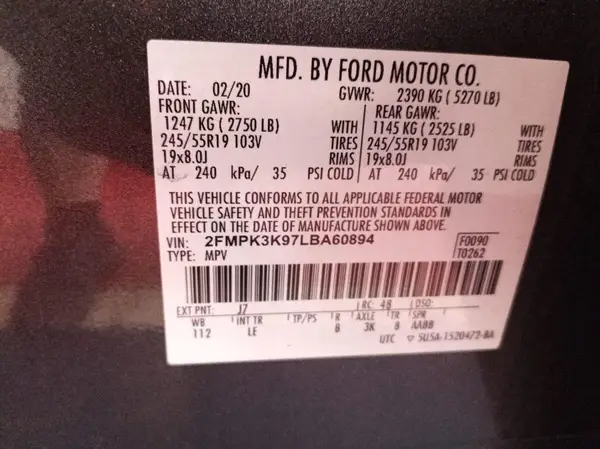 MFD. BY FORD MOTOR CO.
DATE: 02/20 GVWR: 2390 KG ( 5270 LB)
FRONT GAWR: REAR GAWR:
1247 KG ( 2750 LB) WITH 1145 KG ( 2525 LB) WITH
245/55R19 103V TIRES 245/55R19 103V TIRES
19x8.0J RIMS 19x8.0J RIMS
AT 240 kPa/ 35 PSI COLD AT 240 kPa/ 35 PSI COLD
THIS VEHICLE CONFORMS TO ALL APPLICABLE FEDERAL MOTOR
VEHICLE SAFETY AND THEFT PREVENTION STANDARDS IN
EFFECT ON THE DATE OF MANUFACTURE SHOWN ABOVE.
VIN: 2FMPK3K97LBA60894 F0090
TYPE: MPV T0262
EXT PNT: J7 RC: 48 DSO:
WB INT TR TP/PS R AXLE TR SPR
112 LE B 3K 8 AABB
UTC ▽ 5U5A-1520472-BA